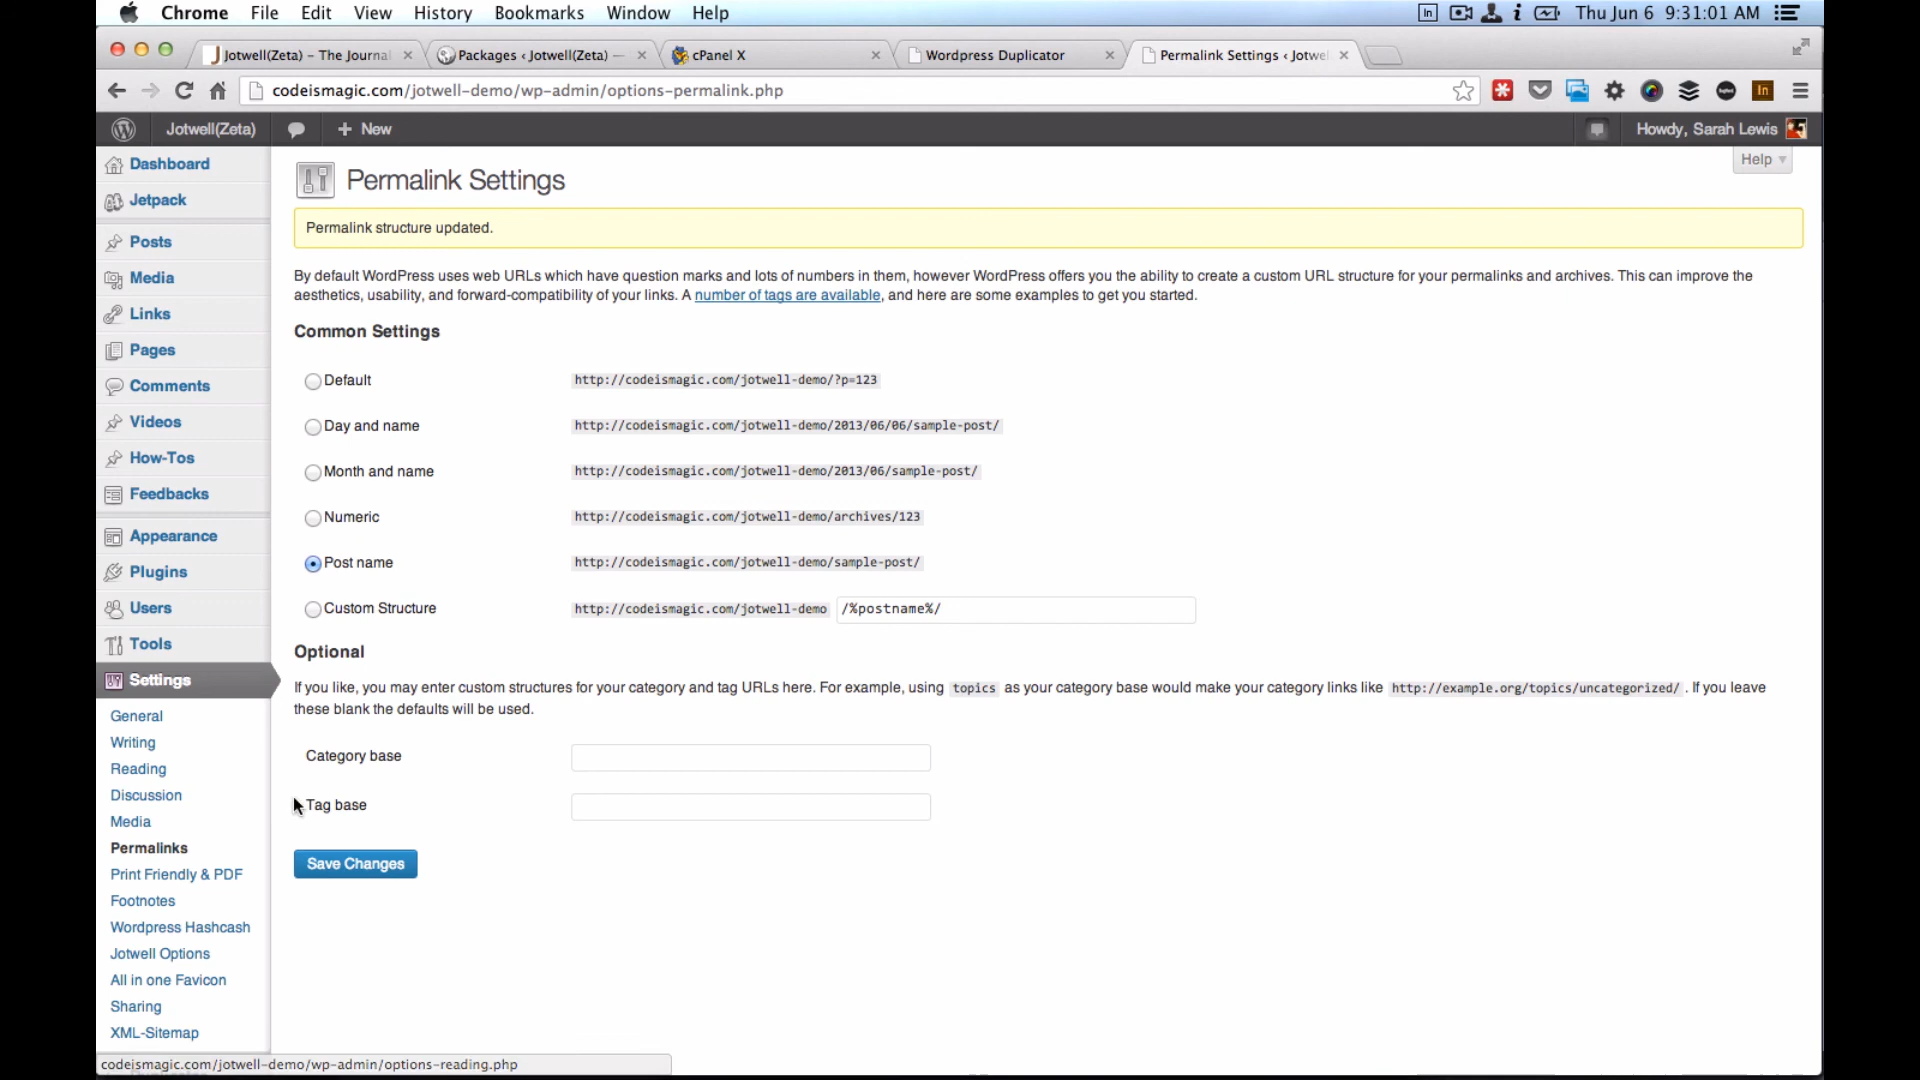 Chrome File Edit View History Bookmarks Window Help Thu Jun 6 9:31:01 AM
Jotwell(Zeta) – The Journal Packages ‹ Jotwell(Zeta) — cPanel X Wordpress Duplicator Permalink Settings ‹ Jotwel
codeismagic.com/jotwell-demo/wp-admin/options-permalink.php In
Jotwell(Zeta) + New Howdy, Sarah Lewis
Help
Dashboard
Jetpack
Posts
Media
Links
Pages
Comments
Videos
How-Tos
Feedbacks
Appearance
Plugins
Users
Tools
Settings
General
Writing
Reading
Discussion
Media
Permalinks
Print Friendly & PDF
Footnotes
Wordpress Hashcash
Jotwell Options
All in one Favicon
Sharing
XML-Sitemap
Permalink Settings
Permalink structure updated.
By default WordPress uses web URLs which have question marks and lots of numbers in them, however WordPress offers you the ability to create a custom URL structure for your permalinks and archives. This can improve the
aesthetics, usability, and forward-compatibility of your links. A number of tags are available, and here are some examples to get you started.
Common Settings
Default http://codeismagic.com/jotwell-demo/?p=123
Day and name http://codeismagic.com/jotwell-demo/2013/06/06/sample-post/
Month and name http://codeismagic.com/jotwell-demo/2013/06/sample-post/
Numeric http://codeismagic.com/jotwell-demo/archives/123
Post name http://codeismagic.com/jotwell-demo/sample-post/
Custom Structure http://codeismagic.com/jotwell-demo /%postname%/
Optional
If you like, you may enter custom structures for your category and tag URLs here. For example, using topics as your category base would make your category links like http://example.org/topics/uncategorized/ . If you leave
these blank the defaults will be used.
Category base
Tag base
Save Changes
codeismagic.com/jotwell-demo/wp-admin/options-reading.php